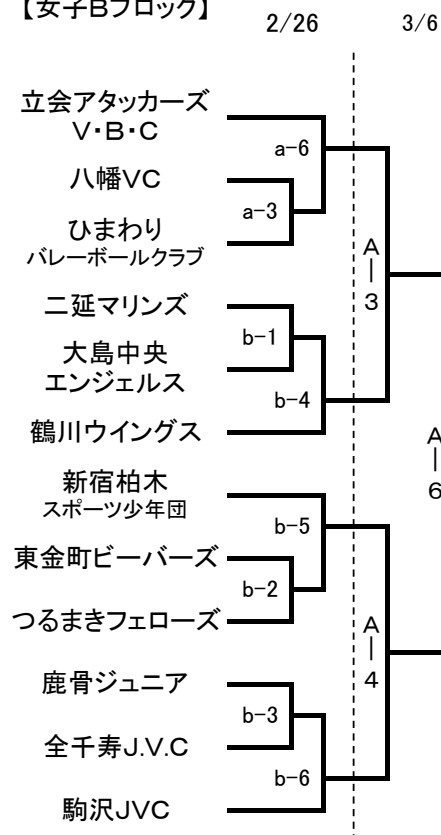 【女子Bブロック】
2/26 3/6
立会アタッカーズ
V・B・C
a-6
八幡VC
a-3
ひまわり
バレーボールクラブ
A
|
3
二延マリンズ
b-1
大島中央
エンジェルス
b-4
鶴川ウイングス
A
|
6
新宿柏木
スポーツ少年団
b-5
東金町ビーバーズ
b-2
つるまきフェローズ
A
|
4
鹿骨ジュニア
b-3
全千寿J.V.C
b-6
駒沢JVC